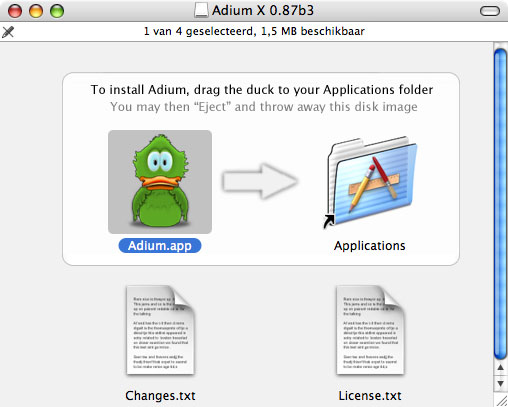 Adium X 0.87b3
1 van 4 geselecteerd, 1,5 MB beschikbaar
To install Adium, drag the duck to your Applications folder
You may then “Eject” and throw away this disk image
Adium.app
Applications
Changes.txt
License.txt